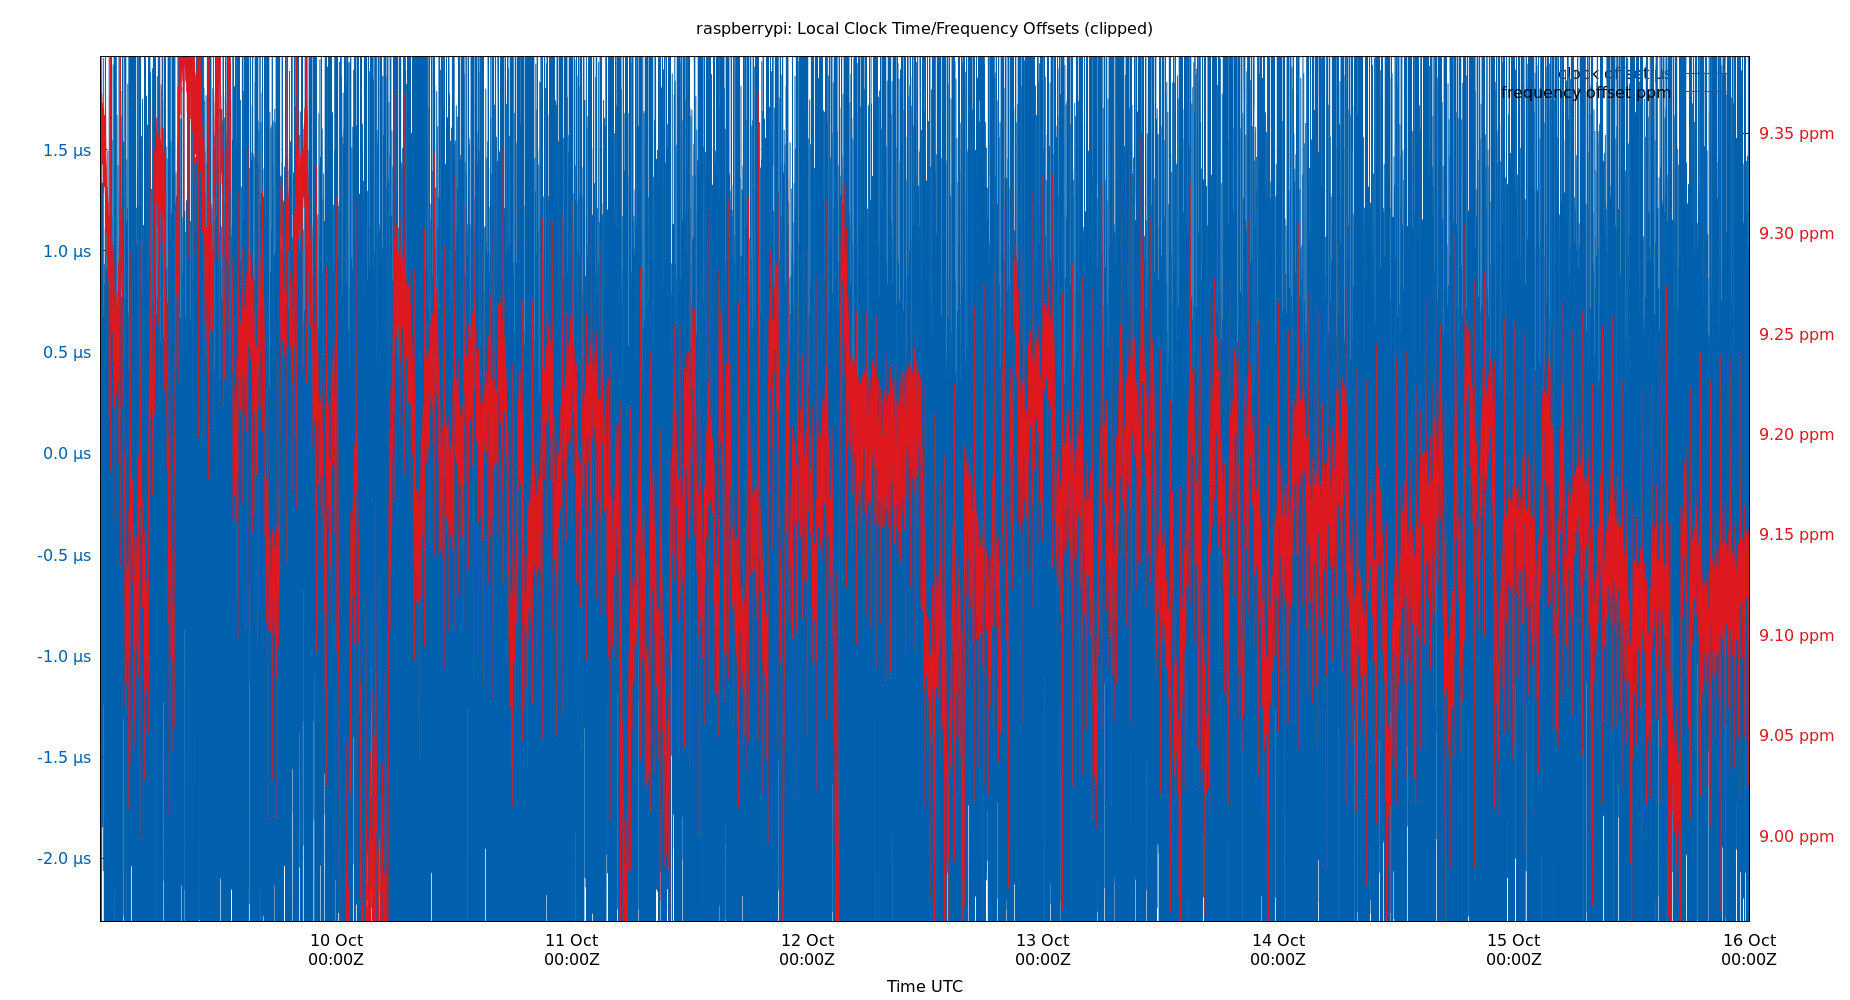 raspberrypi: Local Clock Time/Frequency Offsets (clipped)
clock offset µs
frequency offset ppm
1.5 µs
1.0 µs
0.5 µs
0.0 µs
-0.5 µs
-1.0 µs
-1.5 µs
-2.0 µs
9.35 ppm
9.30 ppm
9.25 ppm
9.20 ppm
9.15 ppm
9.10 ppm
9.05 ppm
9.00 ppm
10 Oct 11 Oct 12 Oct 13 Oct 14 Oct 15 Oct 16 Oct
00:00Z 00:00Z 00:00Z 00:00Z 00:00Z 00:00Z 00:00Z
Time UTC